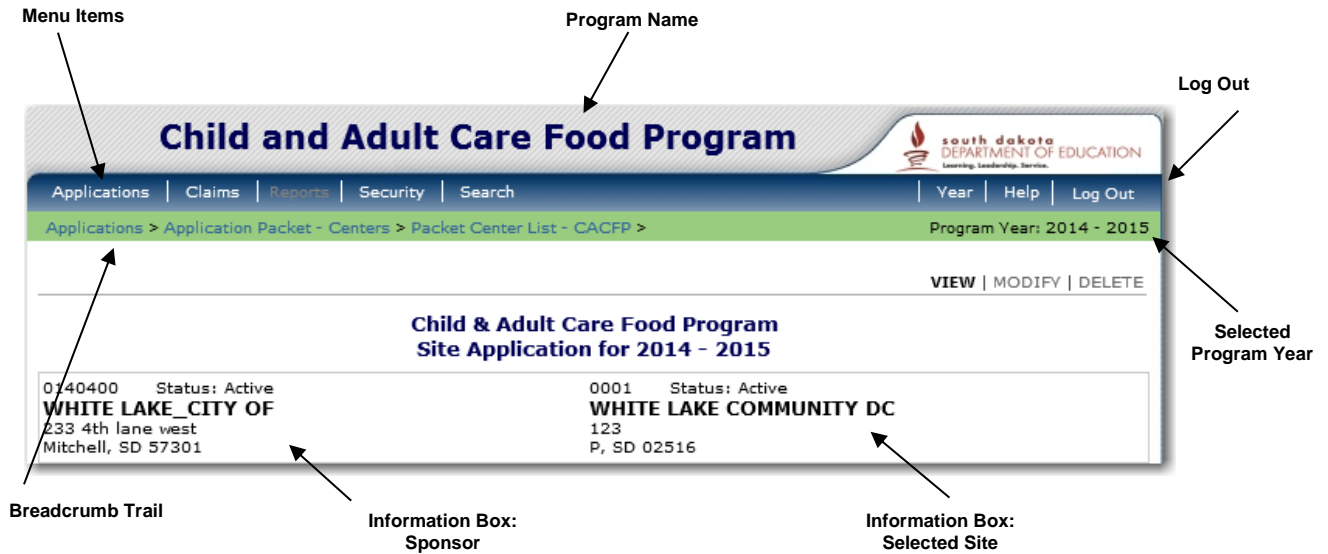 Menu Items
Program Name
Log Out
Child and Adult Care Food Program
south dakota
DEPARTMENT OF EDUCATION
Learning. Leadership. Service.
Applications | Claims | Reports | Security | Search | Year | Help | Log Out
Applications > Application Packet - Centers > Packet Center List - CACFP > Program Year: 2014 - 2015
VIEW | MODIFY | DELETE
Child & Adult Care Food Program
Site Application for 2014 - 2015
Selected
Program Year
0140400 Status: Active
WHITE LAKE_CITY OF
233 4th lane west
Mitchell, SD 57301
0001 Status: Active
WHITE LAKE COMMUNITY DC
123
P, SD 02516
Breadcrumb Trail
Information Box:
Sponsor
Information Box:
Selected Site